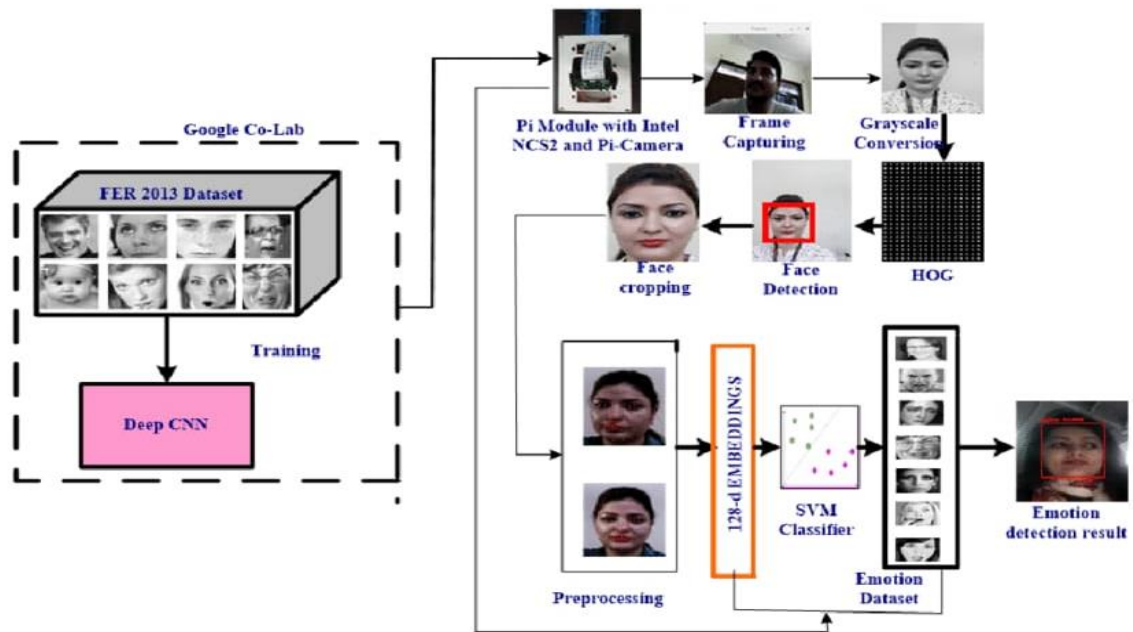 Google Co-Lab
FER 2013 Dataset
Training
Deep CNN
Pi Module with Intel
NCS2 and Pi-Camera
Frame
Capturing
Grayscale
Conversion
Face
cropping
Face
Detection
HOG
Preprocessing
128-d EMBEDDINGS
SVM
Classifier
Emotion
Dataset
Emotion
detection result